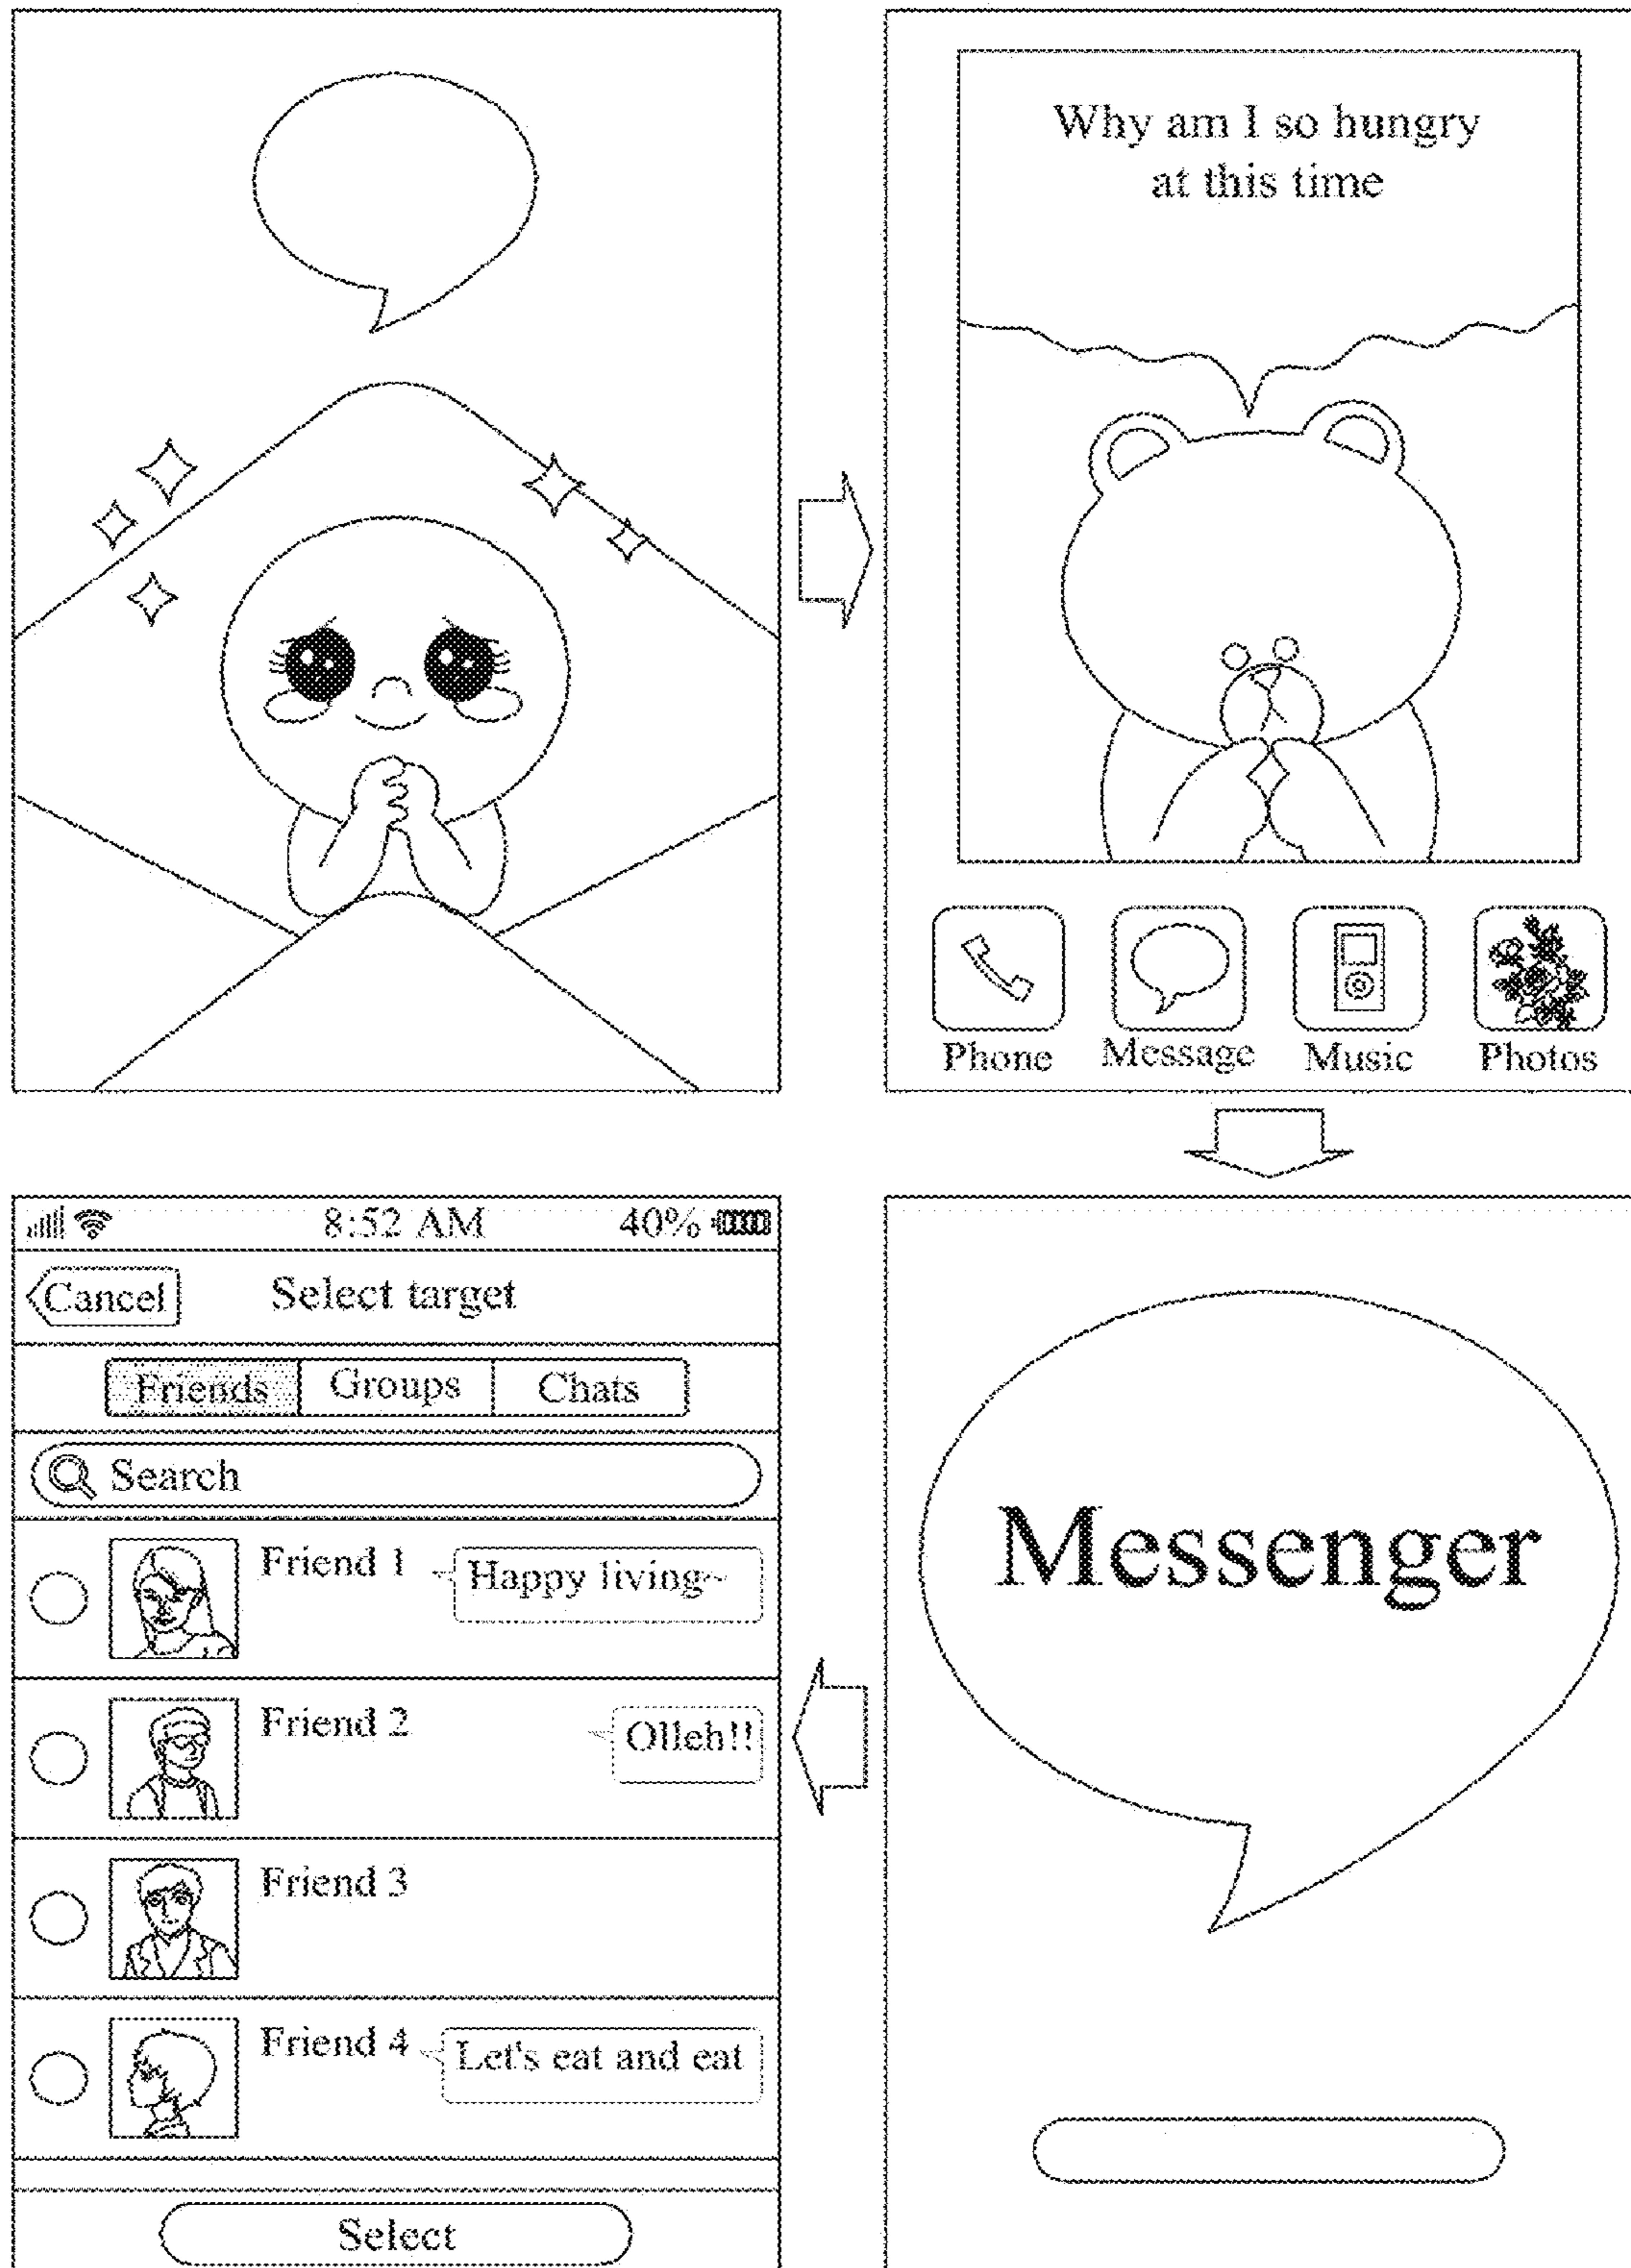 Why am I so hungry
at this time
Phone Message Music Photos
8:52 AM 40%
Cancel Select target
Friends Groups Chats
Search
Friend 1 Happy living~
Friend 2 Olleh!!
Friend 3
Friend 4 Let's eat and eat
Select
Messenger